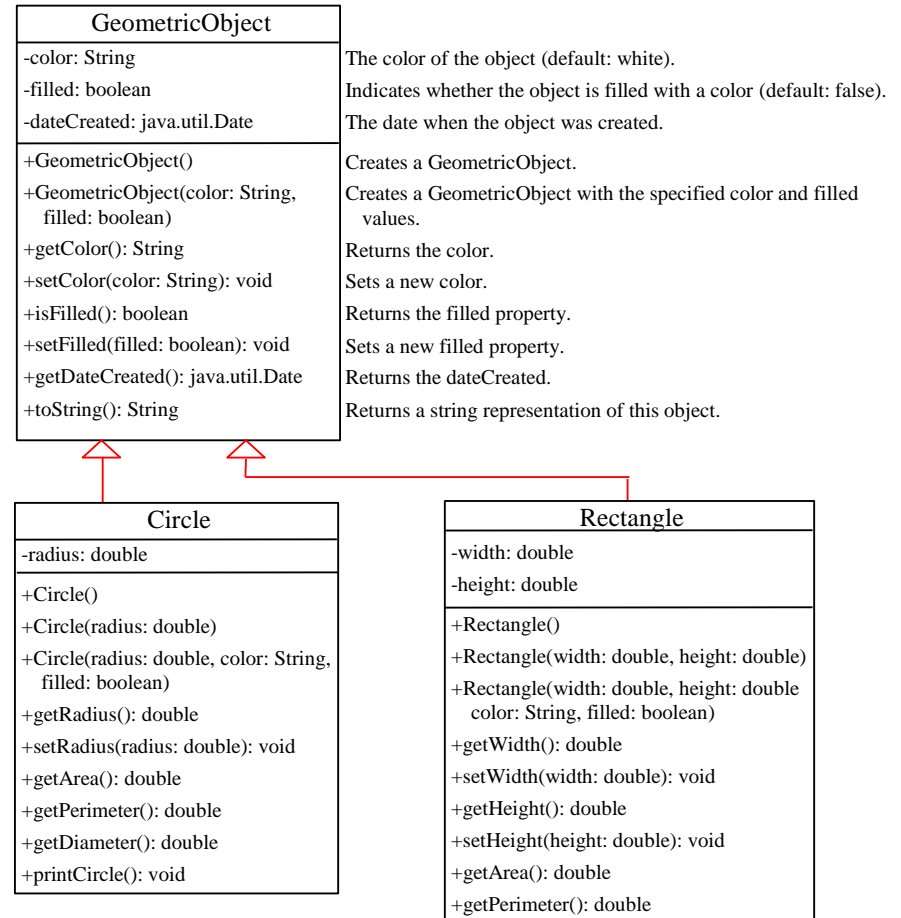 GeometricObject
-color: String
The color of the object (default: white).
-filled: boolean
Indicates whether the object is filled with a color (default: false).
-dateCreated: java.util.Date
The date when the object was created.
+GeometricObject()
Creates a GeometricObject.
+GeometricObject(color: String,
filled: boolean)
Creates a GeometricObject with the specified color and filled
values.
+getColor(): String
Returns the color.
+setColor(color: String): void
Sets a new color.
+isFilled(): boolean
Returns the filled property.
+setFilled(filled: boolean): void
Sets a new filled property.
+getDateCreated(): java.util.Date
Returns the dateCreated.
+toString(): String
Returns a string representation of this object.
Circle
-radius: double
+Circle()
+Circle(radius: double)
+Circle(radius: double, color: String,
filled: boolean)
+getRadius(): double
+setRadius(radius: double): void
+getArea(): double
+getPerimeter(): double
+getDiameter(): double
+printCircle(): void
Rectangle
-width: double
-height: double
+Rectangle()
+Rectangle(width: double, height: double)
+Rectangle(width: double, height: double
color: String, filled: boolean)
+getWidth(): double
+setWidth(width: double): void
+getHeight(): double
+setHeight(height: double): void
+getArea(): double
+getPerimeter(): double